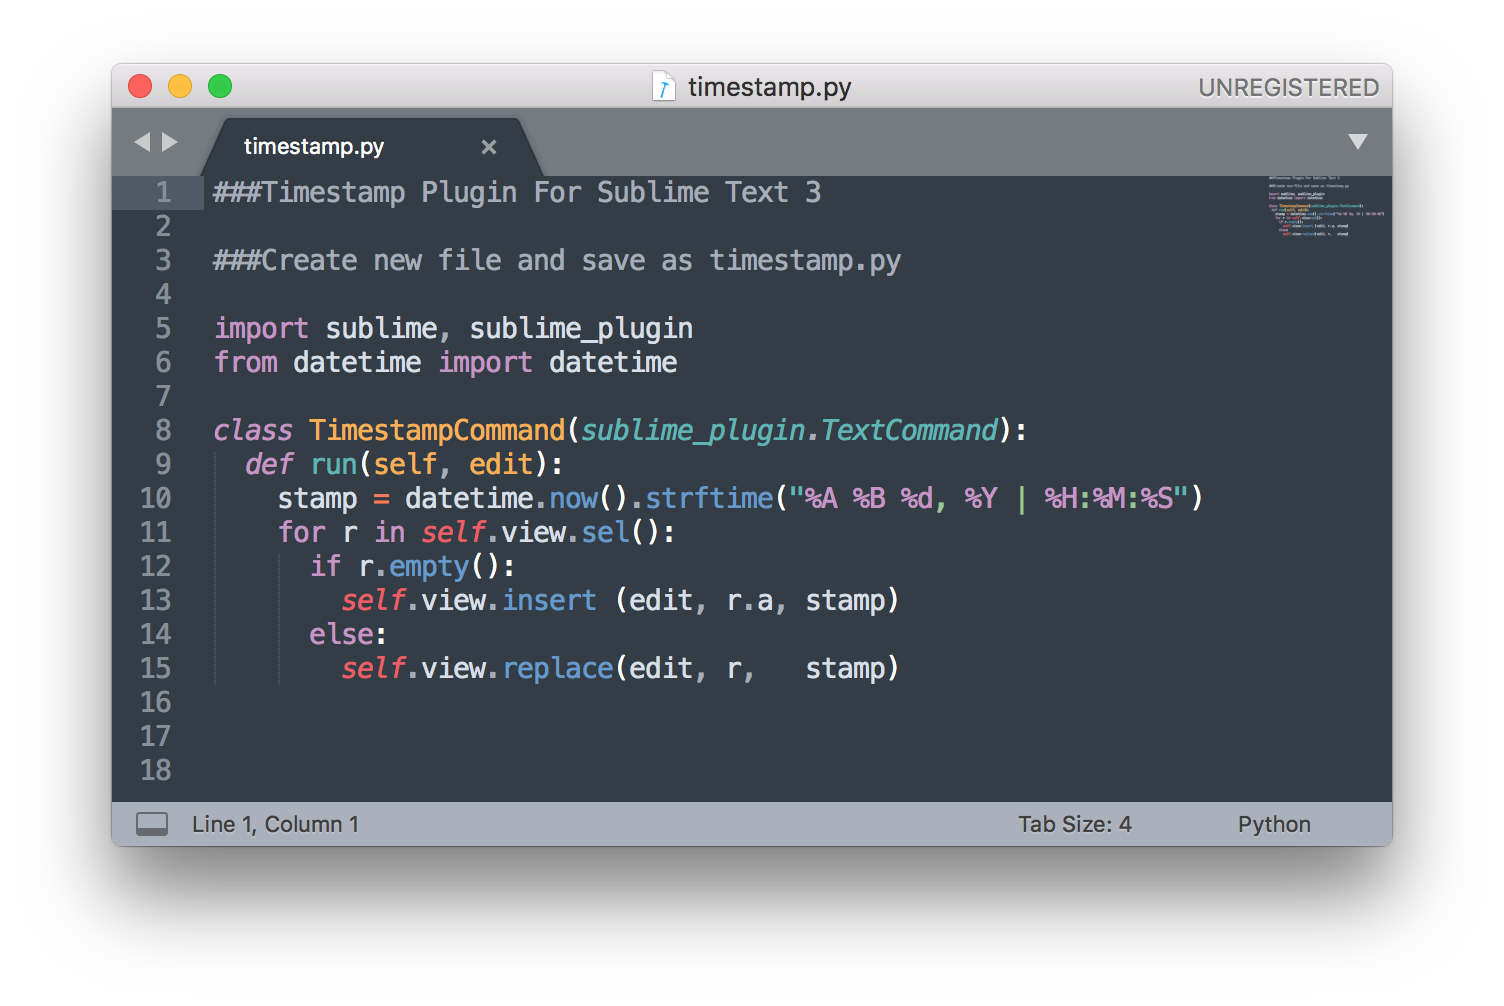 timestamp.py
UNREGISTERED
timestamp.py ×
1 ###Timestamp Plugin For Sublime Text 3
2
3 ###Create new file and save as timestamp.py
4
5 import sublime, sublime_plugin
6 from datetime import datetime
7
8 class TimestampCommand(sublime_plugin.TextCommand):
9   def run(self, edit):
10     stamp = datetime.now().strftime("%A %B %d, %Y | %H:%M:%S")
11     for r in self.view.sel():
12       if r.empty():
13         self.view.insert (edit, r.a, stamp)
14       else:
15         self.view.replace(edit, r,   stamp)
16
17
18
Line 1, Column 1
Tab Size: 4
Python